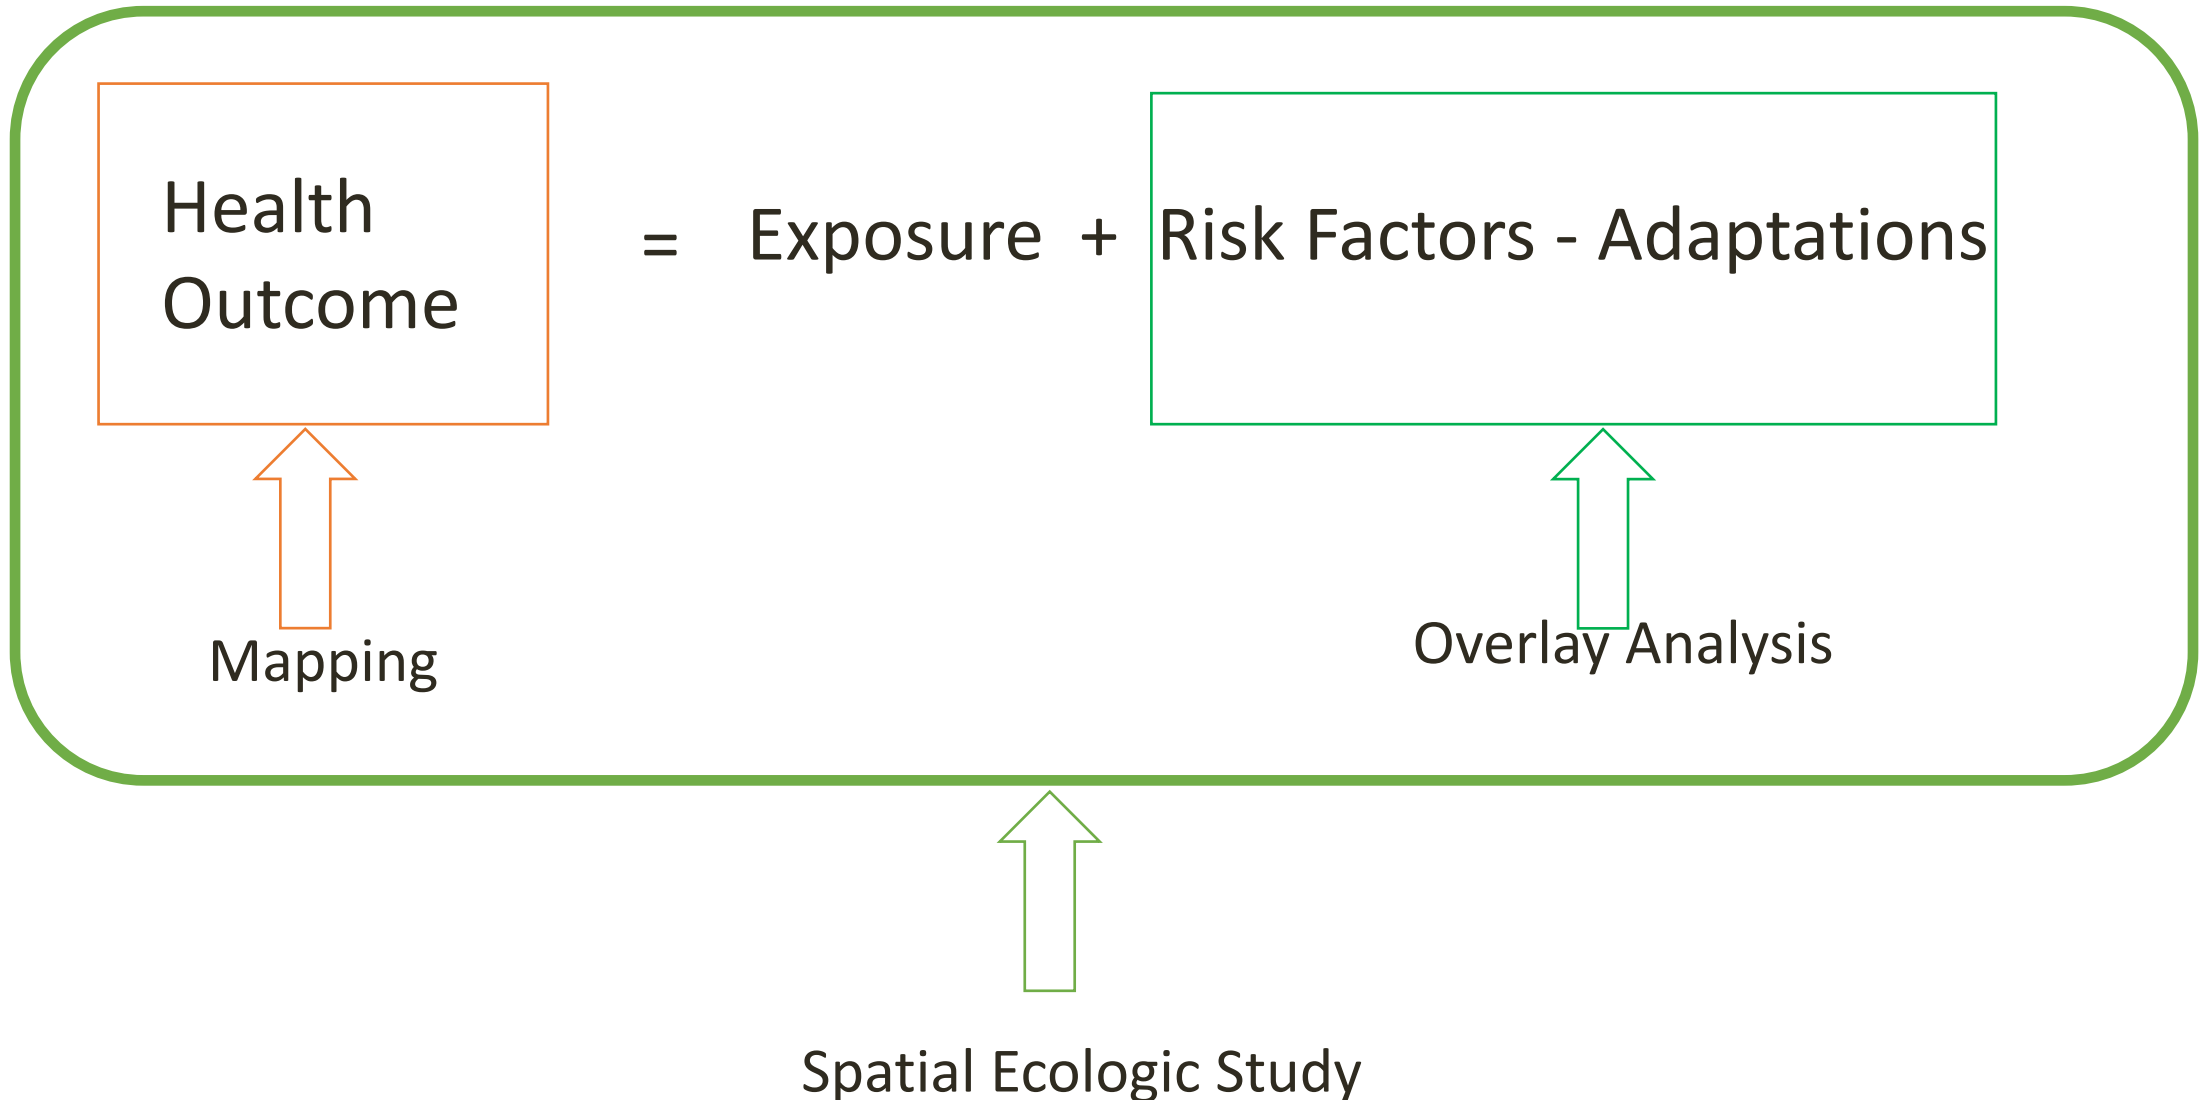 Health
Outcome
= Exposure + Risk Factors - Adaptations
Mapping
Overlay Analysis
Spatial Ecologic Study